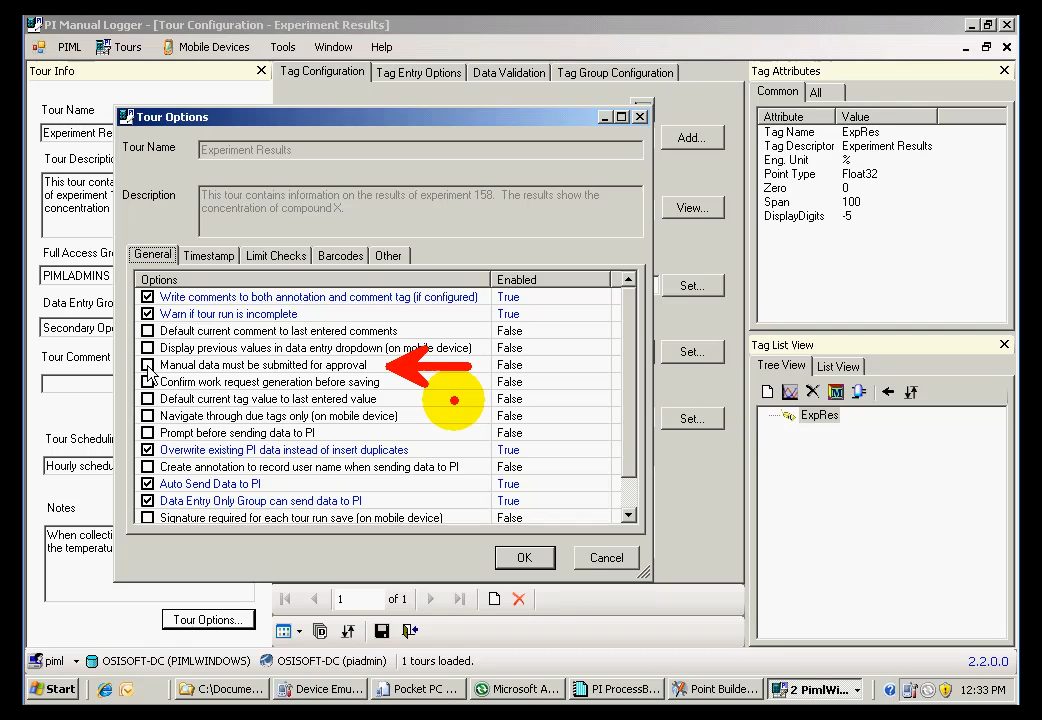 PI Manual Logger - [Tour Configuration - Experiment Results]
PIML Tours Mobile Devices Tools Window Help
Tour Info
Tag Configuration Tag Entry Options Data Validation Tag Group Configuration
Tag Attributes
Common All
Attribute Value
Tag Name ExpRes
Tag Descriptor Experiment Results
Eng. Unit %
Point Type Float32
Zero 0
Span 100
DisplayDigits -5
Tour Name
Experiment Re
Tour Descriptio
This tour conta
of experiment 1
concentration
Full Access Gro
PIMLADMINS
Data Entry Grou
Secondary Ope
Tour Comment
Tour Schedulin
Hourly schedu
Notes
When collecti
the temperatu
Tour Options...
Tour Options
Tour Name Experiment Results
Description
This tour contains information on the results of experiment 158. The results show the
concentration of compound X.
General Timestamp Limit Checks Barcodes Other
Options Enabled
Write comments to both annotation and comment tag (if configured) True
Warn if tour run is incomplete True
Default current comment to last entered comments False
Display previous values in data entry dropdown (on mobile device) False
Manual data must be submitted for approval False
Confirm work request generation before saving False
Default current tag value to last entered value False
Navigate through due tags only (on mobile device) False
Prompt before sending data to PI False
Overwrite existing PI data instead of insert duplicates True
Create annotation to record user name when sending data to PI False
Auto Send Data to PI True
Data Entry Only Group can send data to PI True
Signature required for each tour run save (on mobile device) False
OK Cancel
Add...
View...
Set...
Set...
Set...
1 of 1
Tag List View
Tree View List View
ExpRes
piml OSISOFT-DC (PIMLWINDOWS) OSISOFT-DC (piadmin) 1 tours loaded. 2.2.0.0
Start C:\Docume... Device Emu... Pocket PC ... Microsoft A... PI ProcessB... Point Builde... 2 PimlWi... 12:33 PM